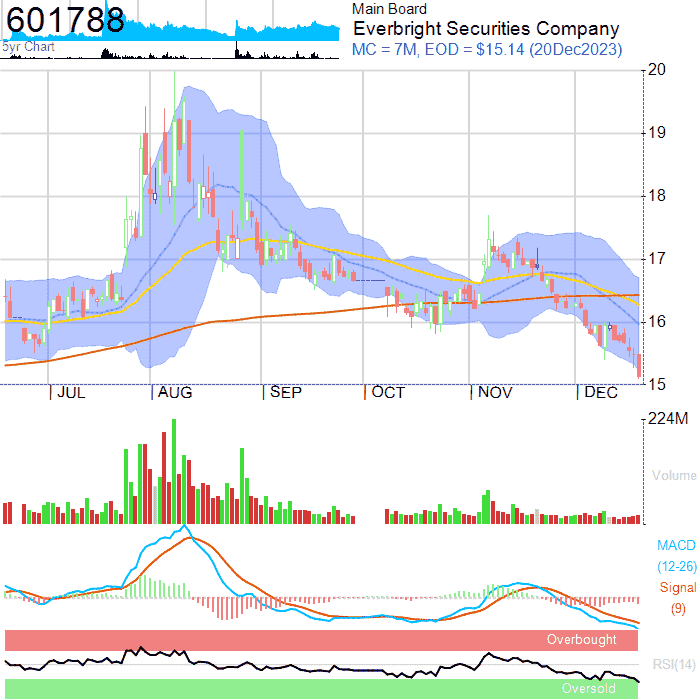 601788
5yr Chart
Main Board
Everbright Securities Company
MC = 7M, EOD = $15.14 (20Dec2023)
20
19
18
17
16
15
JUL AUG SEP OCT NOV DEC
224M
Volume
MACD
(12-26)
Signal
(9)
Overbought
RSI(14)
Oversold